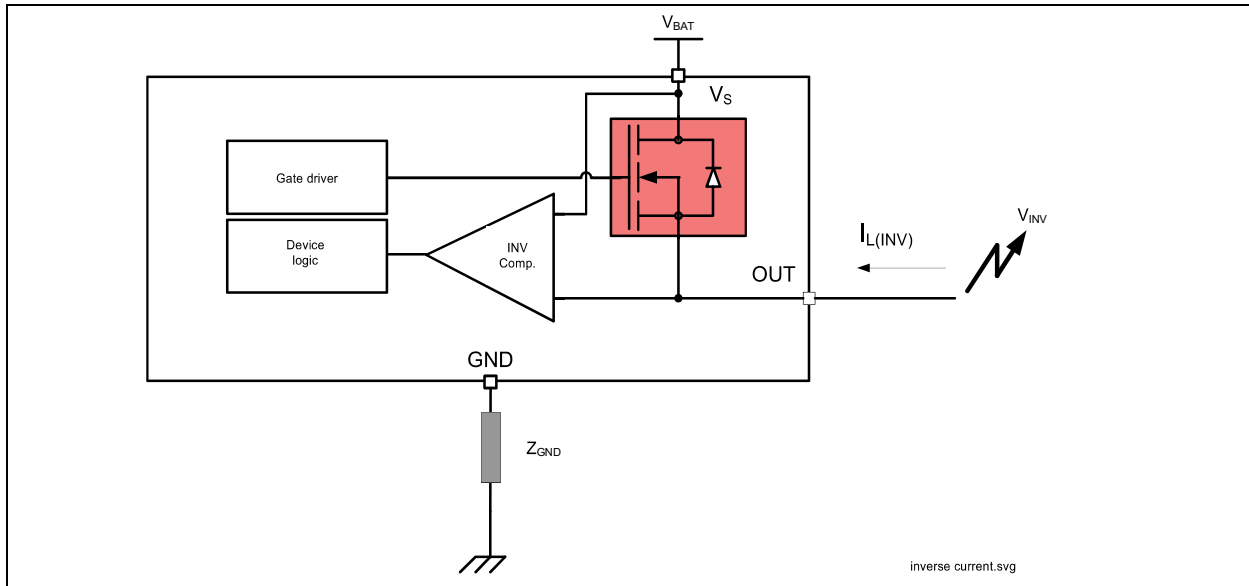 VBAT
VS
Gate driver
Device
logic
INV
Comp.
IL(INV)
VINV
OUT
GND
ZGND
inverse current.svg